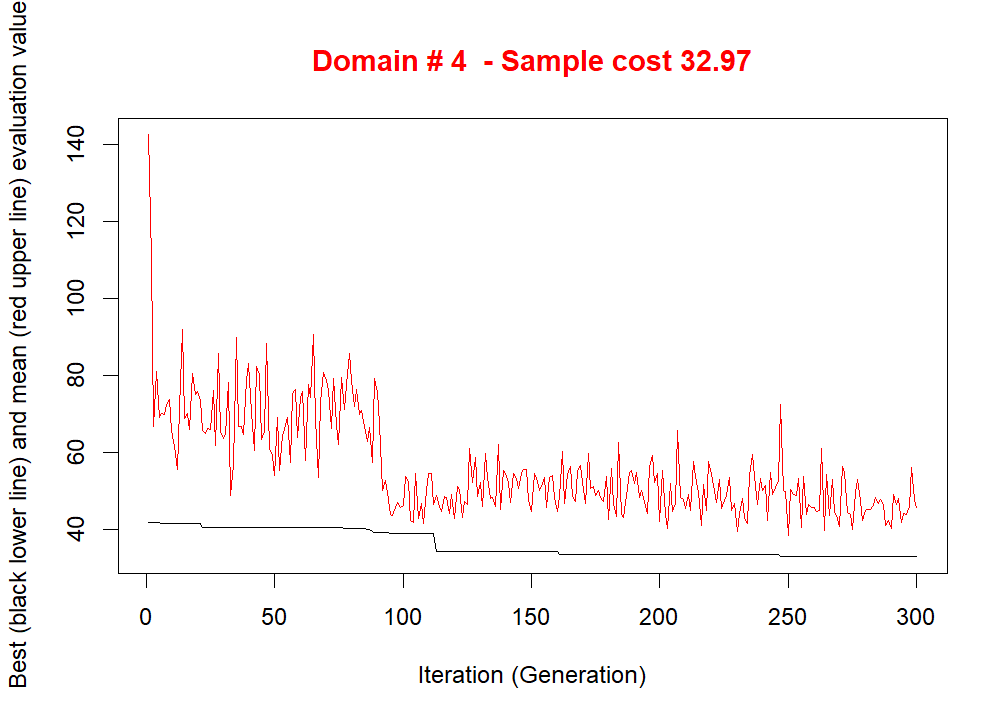 Domain # 4  - Sample cost 32.97
Best (black lower line) and mean (red upper line) evaluation value
140
120
100
80
60
40
0 50 100 150 200 250 300
Iteration (Generation)